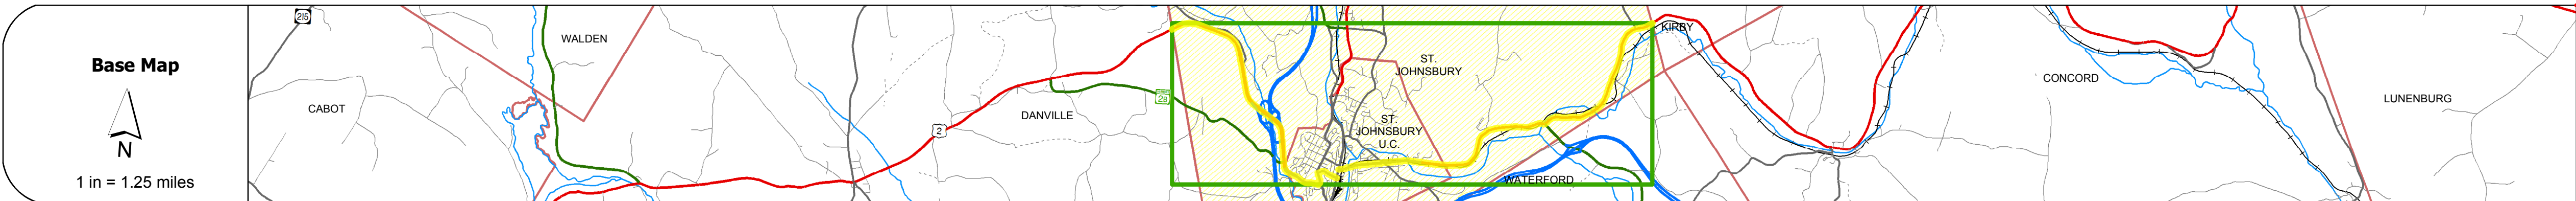 Base Map
N
1 in = 1.25 miles
215
WALDEN
CABOT
2
DANVILLE
2B
ST.
JOHNSBURY
ST.
JOHNSBURY
U.C.
WATERFORD
KIRBY
CONCORD
LUNENBURG